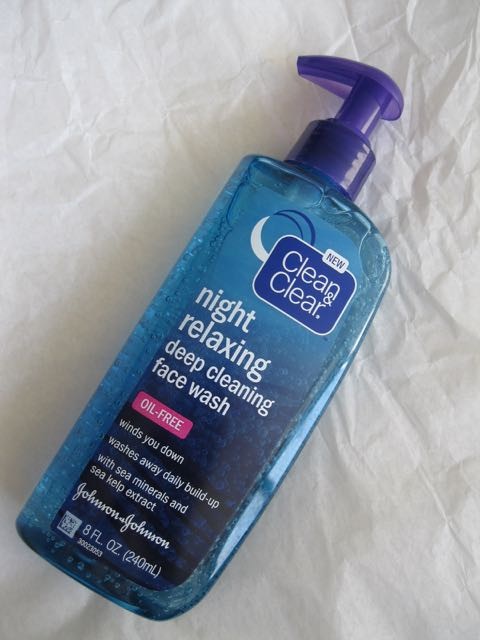 NEW
Clean &
Clear®
night
relaxing
deep cleaning
face wash
OIL-FREE
winds you down
washes away daily build-up
with sea minerals and
sea kelp extract
Johnson & Johnson
8 FL. OZ. (240mL)
30023053